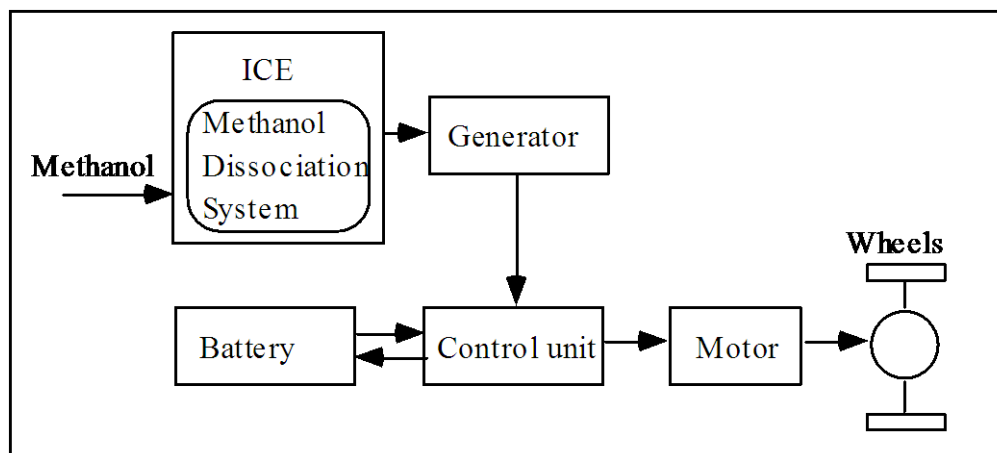 ICE
Methanol
Dissociation
System
Methanol
Generator
Wheels
Battery
Control unit
Motor